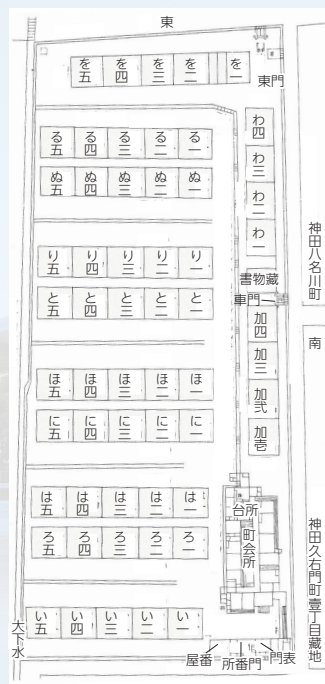 東
を五 を四 を三 を二 を一
東門
る五 る四 る三 る二 る一
ぬ五 ぬ四 ぬ三 ぬ二 ぬ一
わ四
わ三
わ二
わ一
神田八名川町
り五 り四 り三 り二 り一
と五 と四 と三 と二 と一
書物藏
車門
加四
加三
加弐
加壱
南
ほ五 ほ四 ほ三 ほ二 ほ一
に五 に四 に三 に二 に一
は五 は四 は三 は二 は一
ろ五 ろ四 ろ三 ろ二 ろ一
台所
町会所
神田久右門町壹丁目藏地
い五 い四 い三 い二 い一
大下水
屋番
所番門
門表